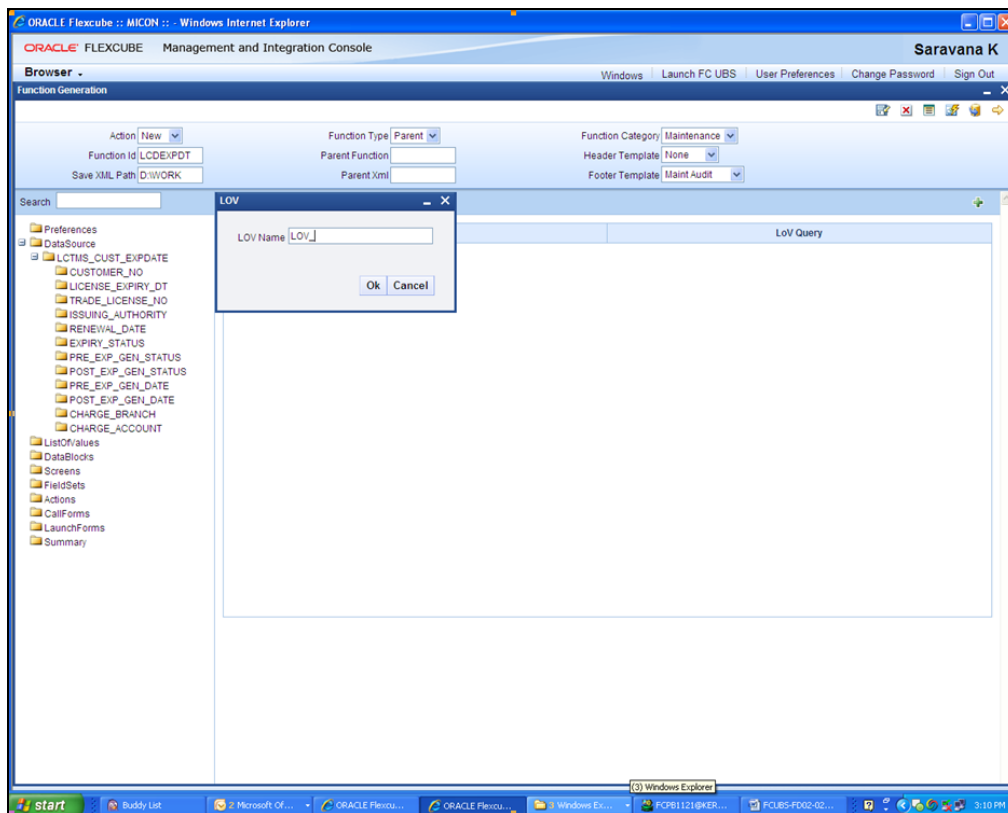 ORACLE Flexcube :: MICON :: - Windows Internet Explorer
ORACLE FLEXCUBE Management and Integration Console
Saravana K
Browser
Windows Launch FC UBS User Preferences Change Password Sign Out
Function Generation
Action New Function Type Parent Function Category Maintenance
Function Id LCDEXPDT Parent Function Header Template None
Save XML Path D:\WORK Parent Xml Footer Template Maint Audit
Search
LOV
LOV Name LOV_
Ok Cancel
LoV Query
Preferences
DataSource
LCTMS_CUST_EXPDATE
CUSTOMER_NO
LICENSE_EXPIRY_DT
TRADE_LICENSE_NO
ISSUING_AUTHORITY
RENEWAL_DATE
EXPIRY_STATUS
PRE_EXP_GEN_STATUS
POST_EXP_GEN_STATUS
PRE_EXP_GEN_DATE
POST_EXP_GEN_DATE
CHARGE_BRANCH
CHARGE_ACCOUNT
ListOfValues
DataBlocks
Screens
FieldSets
Actions
CallForms
LaunchForms
Summary
(3) Windows Explorer
start Buddy List 2 Microsoft Of... ORACLE Flexcu... ORACLE Flexcu... 3 Windows Ex... FCPB1121@KER... FCUBS-FD02-02... 3:10 PM